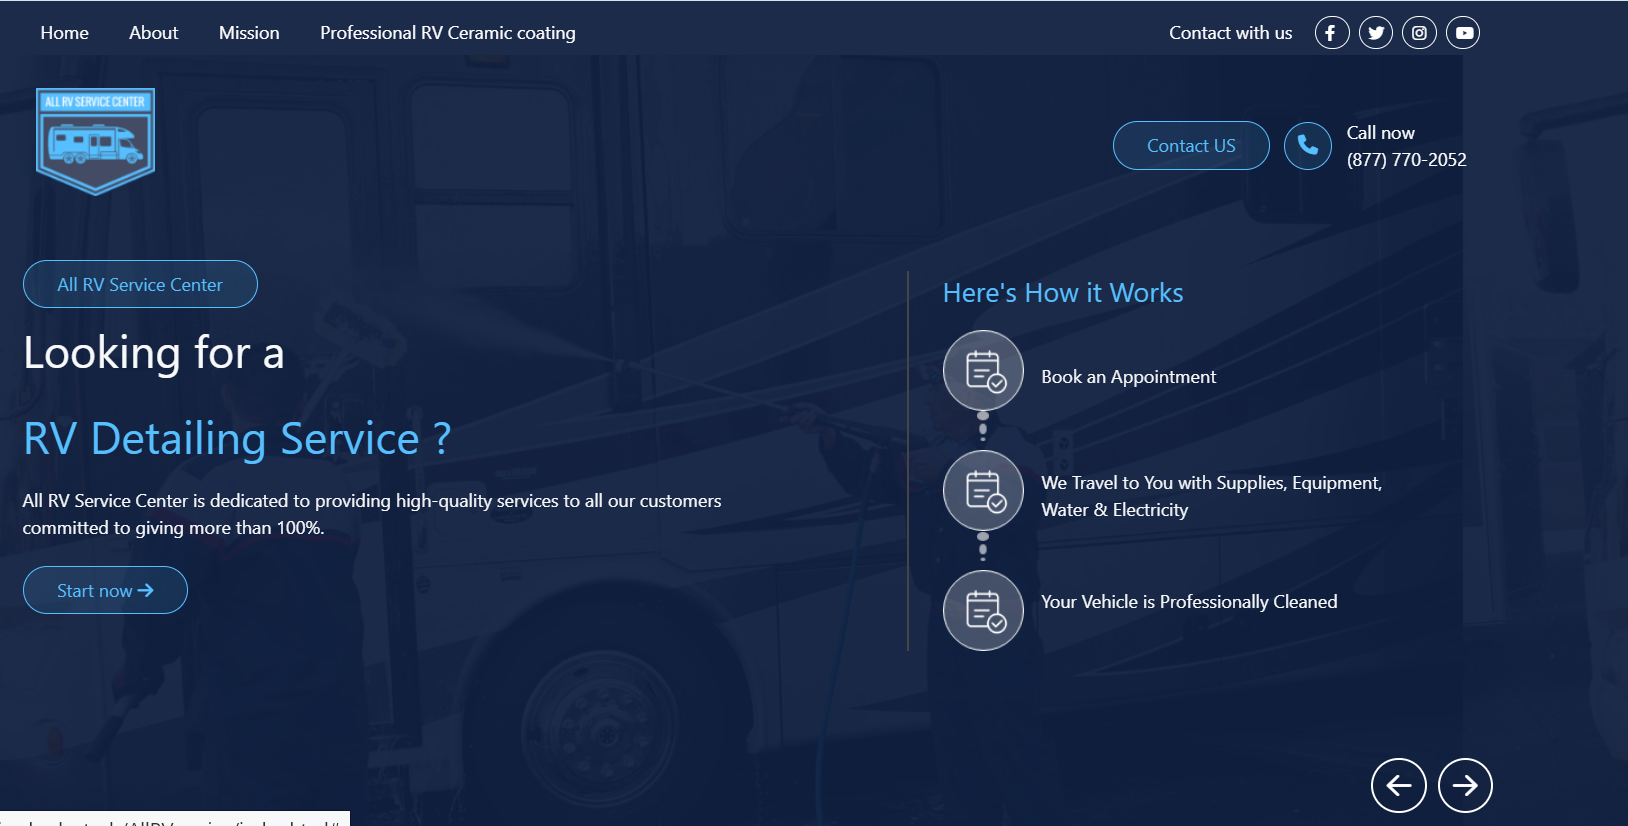 Home About Mission Professional RV Ceramic coating Contact with us
ALL RV SERVICE CENTER
Contact US
Call now
(877) 770-2052
All RV Service Center
Looking for a
RV Detailing Service ?
All RV Service Center is dedicated to providing high-quality services to all our customers
committed to giving more than 100%.
Start now
Here's How it Works
Book an Appointment
We Travel to You with Supplies, Equipment,
Water & Electricity
Your Vehicle is Professionally Cleaned